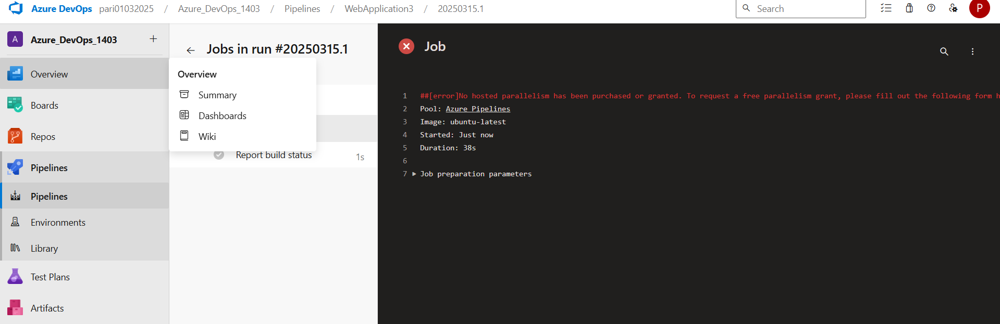 Azure DevOps pari01032025 / Azure_DevOps_1403 / Pipelines / WebApplication3 / 20250315.1
Search
P
A Azure_DevOps_1403 +
Overview
Boards
Repos
Pipelines
Pipelines
Environments
Library
Test Plans
Artifacts
← Jobs in run #20250315.1
Overview
Summary
Dashboards
Wiki
Report build status 1s
Job
1 ##[error]No hosted parallelism has been purchased or granted. To request a free parallelism grant, please fill out the following form h
2 Pool: Azure Pipelines
3 Image: ubuntu-latest
4 Started: Just now
5 Duration: 38s
6
7 Job preparation parameters